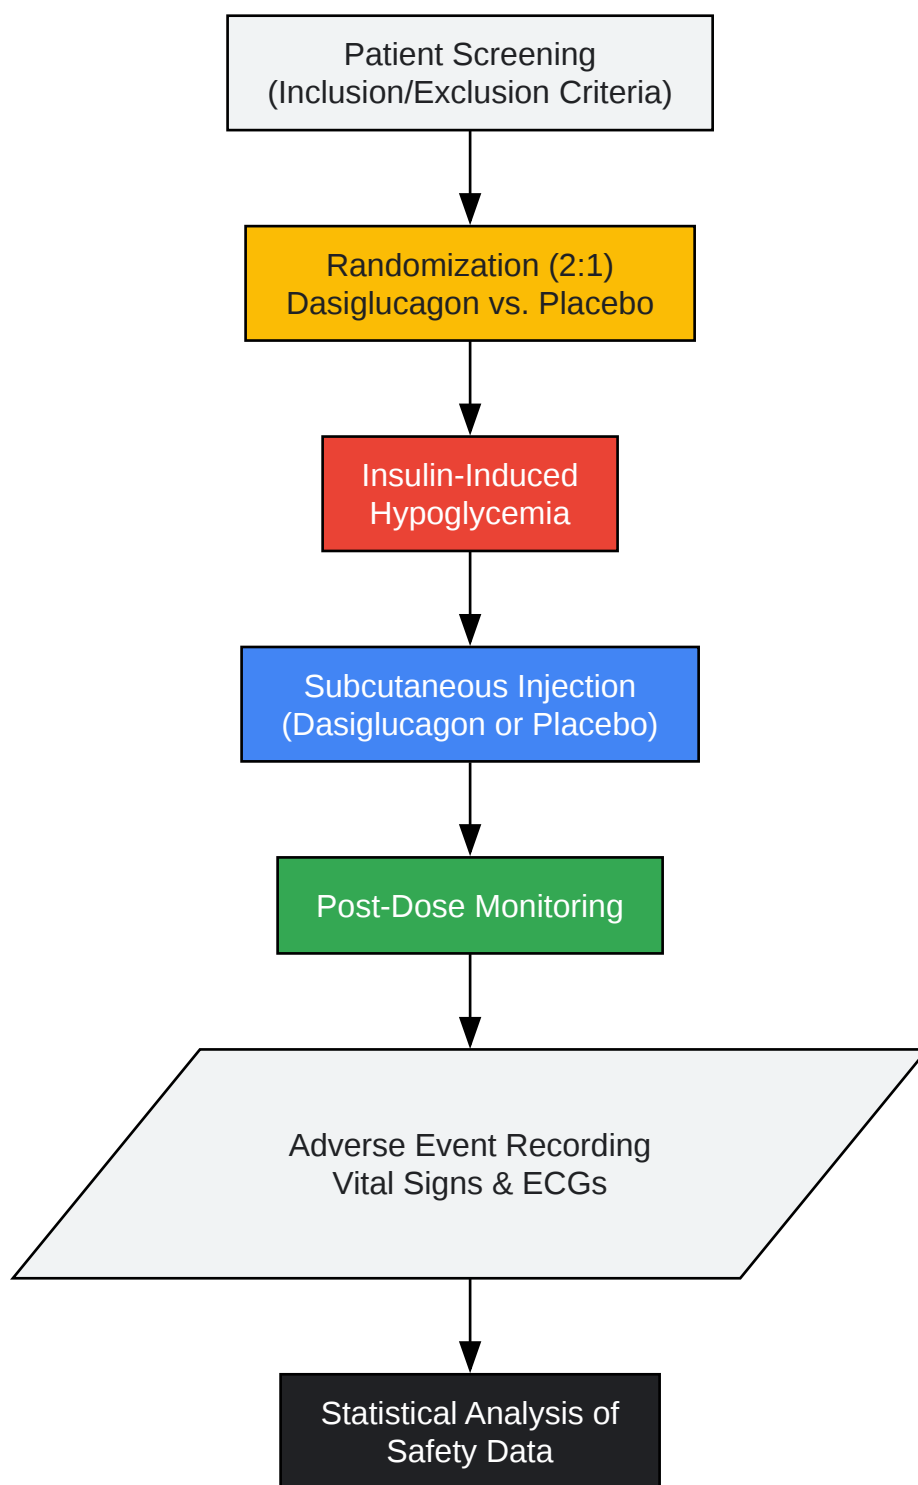 Patient Screening
(Inclusion/Exclusion Criteria)
Randomization (2:1)
Dasiglucagon vs. Placebo
Insulin-Induced
Hypoglycemia
Subcutaneous Injection
(Dasiglucagon or Placebo)
Post-Dose Monitoring
Adverse Event Recording
Vital Signs & ECGs
Statistical Analysis of
Safety Data